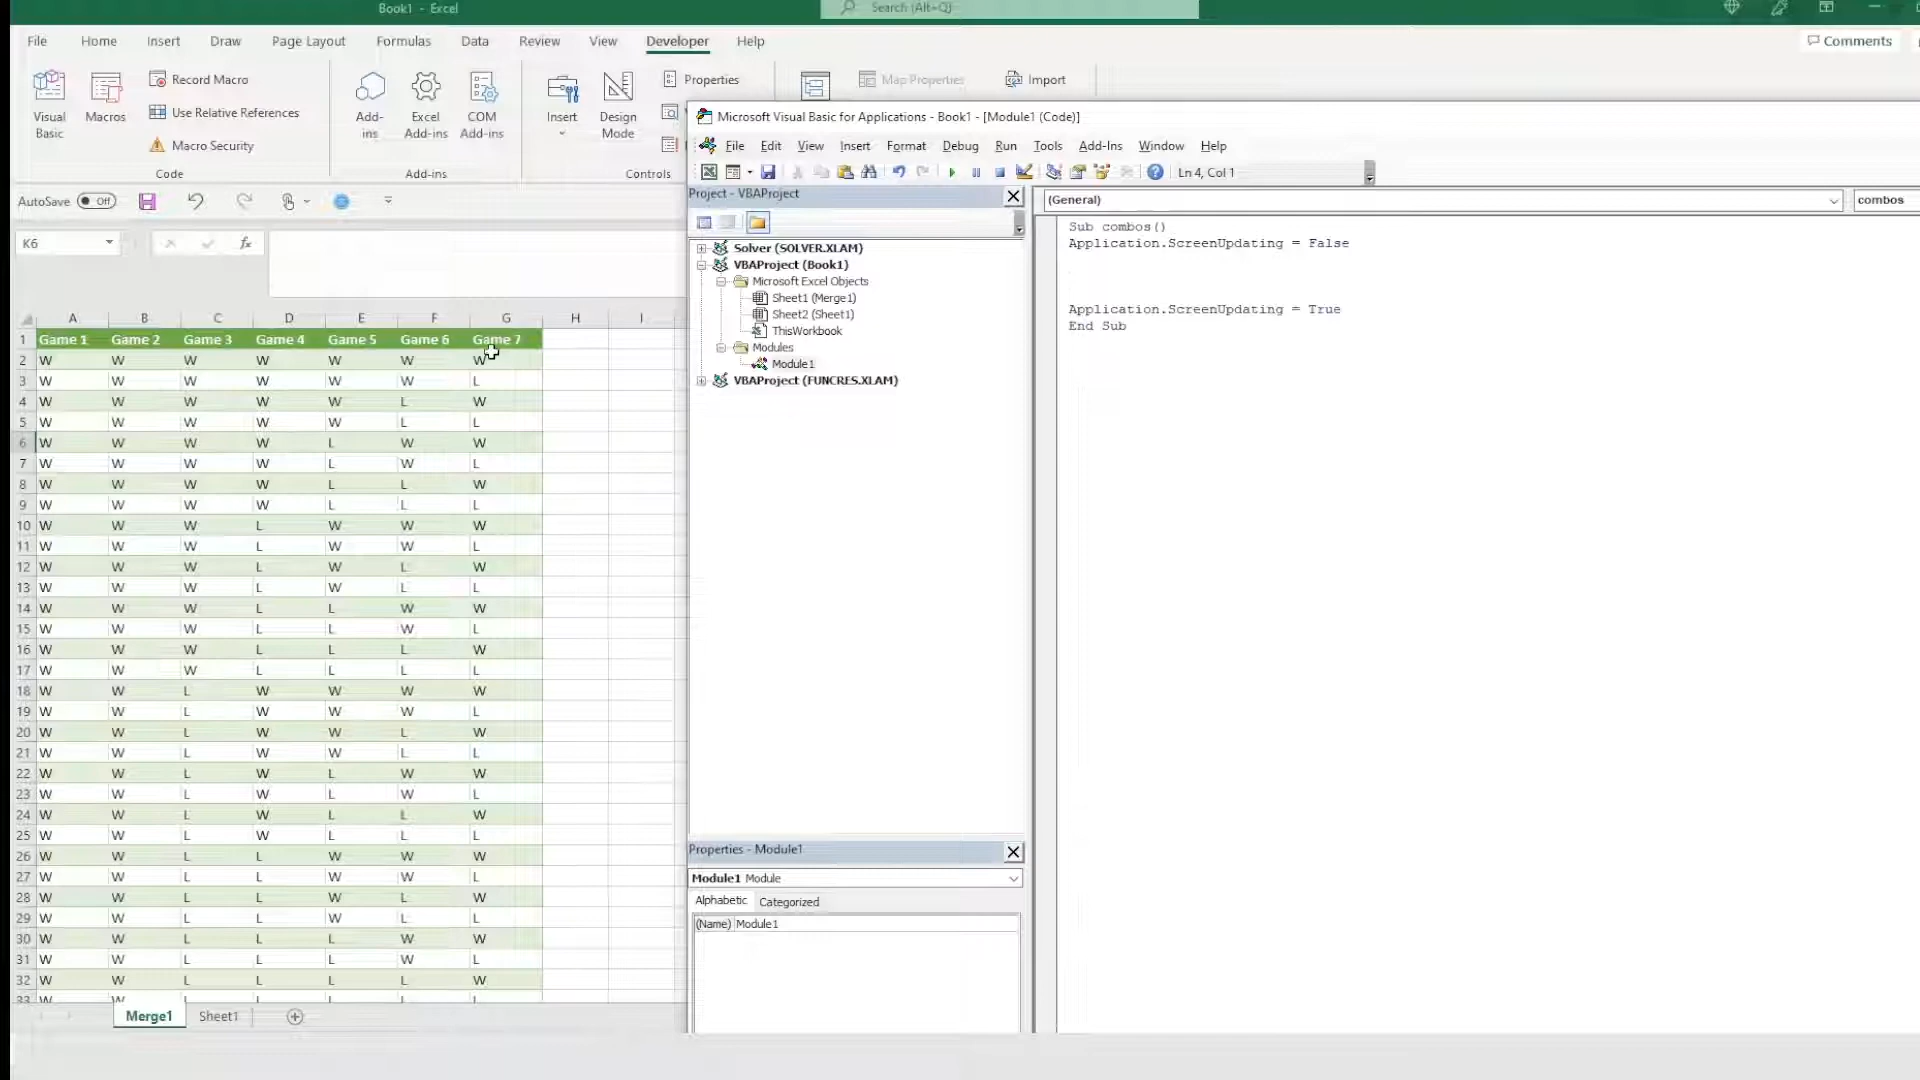 Book1 - Excel
Search (Alt+Q)
File Home Insert Draw Page Layout Formulas Data Review View Developer Help
Comments
Visual Basic
Macros
Record Macro
Use Relative References
Macro Security
Code
Add-ins
Excel Add-ins
COM Add-ins
Add-ins
Insert
Design Mode
Properties
Controls
Map Properties
Import
AutoSave Off
K6
fx
A B C D E F G H I
1 Game 1 Game 2 Game 3 Game 4 Game 5 Game 6 Game 7
2 W W W W W W W
3 W W W W W W L
4 W W W W W L W
5 W W W W W L L
6 W W W W L W W
7 W W W W L W L
8 W W W W L L W
9 W W W W L L L
10 W W W L W W W
11 W W W L W W L
12 W W W L W L W
13 W W W L W L L
14 W W W L L W W
15 W W W L L W L
16 W W W L L L W
17 W W W L L L L
18 W W L W W W W
19 W W L W W W L
20 W W L W W L W
21 W W L W W L L
22 W W L W L W W
23 W W L W L W L
24 W W L W L L W
25 W W L W L L L
26 W W L L W W W
27 W W L L W W L
28 W W L L W L W
29 W W L L W L L
30 W W L L L W W
31 W W L L L W L
32 W W L L L L W
33 W W L L L L L
Merge1 Sheet1
Microsoft Visual Basic for Applications - Book1 - [Module1 (Code)]
File Edit View Insert Format Debug Run Tools Add-Ins Window Help
Ln 4, Col 1
Project - VBAProject
Solver (SOLVER.XLAM)
VBAProject (Book1)
Microsoft Excel Objects
Sheet1 (Merge1)
Sheet2 (Sheet1)
ThisWorkbook
Modules
Module1
VBAProject (FUNCRES.XLAM)
Properties - Module1
Module1 Module
Alphabetic Categorized
(Name) Module1
(General) combos
Sub combos()
Application.ScreenUpdating = False
Application.ScreenUpdating = True
End Sub